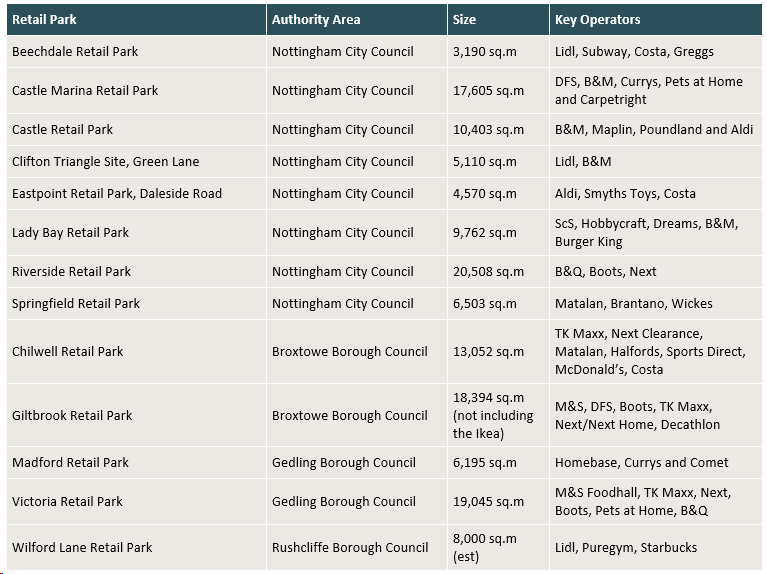 Retail Park Authority Area Size Key Operators
Beechdale Retail Park Nottingham City Council 3,190 sq.m Lidl, Subway, Costa, Greggs
Castle Marina Retail Park Nottingham City Council 17,605 sq.m DFS, B&M, Currys, Pets at Home
and Carpetright
Castle Retail Park Nottingham City Council 10,403 sq.m B&M, Maplin, Poundland and Aldi
Clifton Triangle Site, Green Lane Nottingham City Council 5,110 sq.m Lidl, B&M
Eastpoint Retail Park, Daleside Road Nottingham City Council 4,570 sq.m Aldi, Smyths Toys, Costa
Lady Bay Retail Park Nottingham City Council 9,762 sq.m ScS, Hobbycraft, Dreams, B&M,
Burger King
Riverside Retail Park Nottingham City Council 20,508 sq.m B&Q, Boots, Next
Springfield Retail Park Nottingham City Council 6,503 sq.m Matalan, Brantano, Wickes
Chilwell Retail Park Broxtowe Borough Council 13,052 sq.m TK Maxx, Next Clearance,
Matalan, Halfords, Sports Direct,
McDonald's, Costa
Giltbrook Retail Park Broxtowe Borough Council 18,394 sq.m
(not including
the Ikea) M&S, DFS, Boots, TK Maxx,
Next/Next Home, Decathlon
Madford Retail Park Gedling Borough Council 6,195 sq.m Homebase, Currys and Comet
Victoria Retail Park Gedling Borough Council 19,045 sq.m M&S Foodhall, TK Maxx, Next,
Boots, Pets at Home, B&Q
Wilford Lane Retail Park Rushcliffe Borough Council 8,000 sq.m
(est) Lidl, Puregym, Starbucks